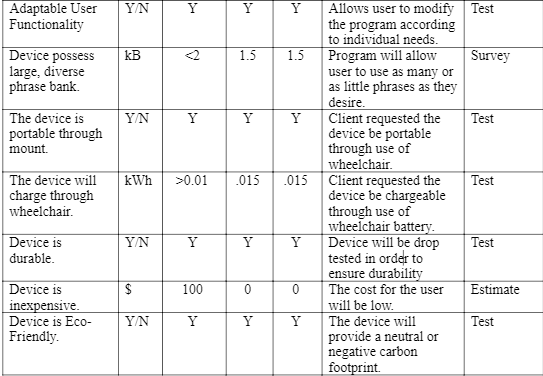 Adaptable User Y/N Y Y Y Allows user to modify Test
Functionality the program according
to individual needs.
Device possess kB <2 1.5 1.5 Program will allow Survey
large, diverse user to use as many or
phrase bank. as little phrases as they
desire.
The device is Y/N Y Y Y Client requested the Test
portable through device be portable
mount. through use of
wheelchair.
The device will kWh >0.01 .015 .015 Client requested the Test
charge through device be chargeable
wheelchair. through use of
wheelchair battery.
Device is Y/N Y Y Y Device will be drop Test
durable. tested in order to
ensure durability
Device is $ 100 0 0 The cost for the user Estimate
inexpensive. will be low.
Device is Eco- Y/N Y Y Y The device will Test
Friendly. provide a neutral or
negative carbon
footprint.